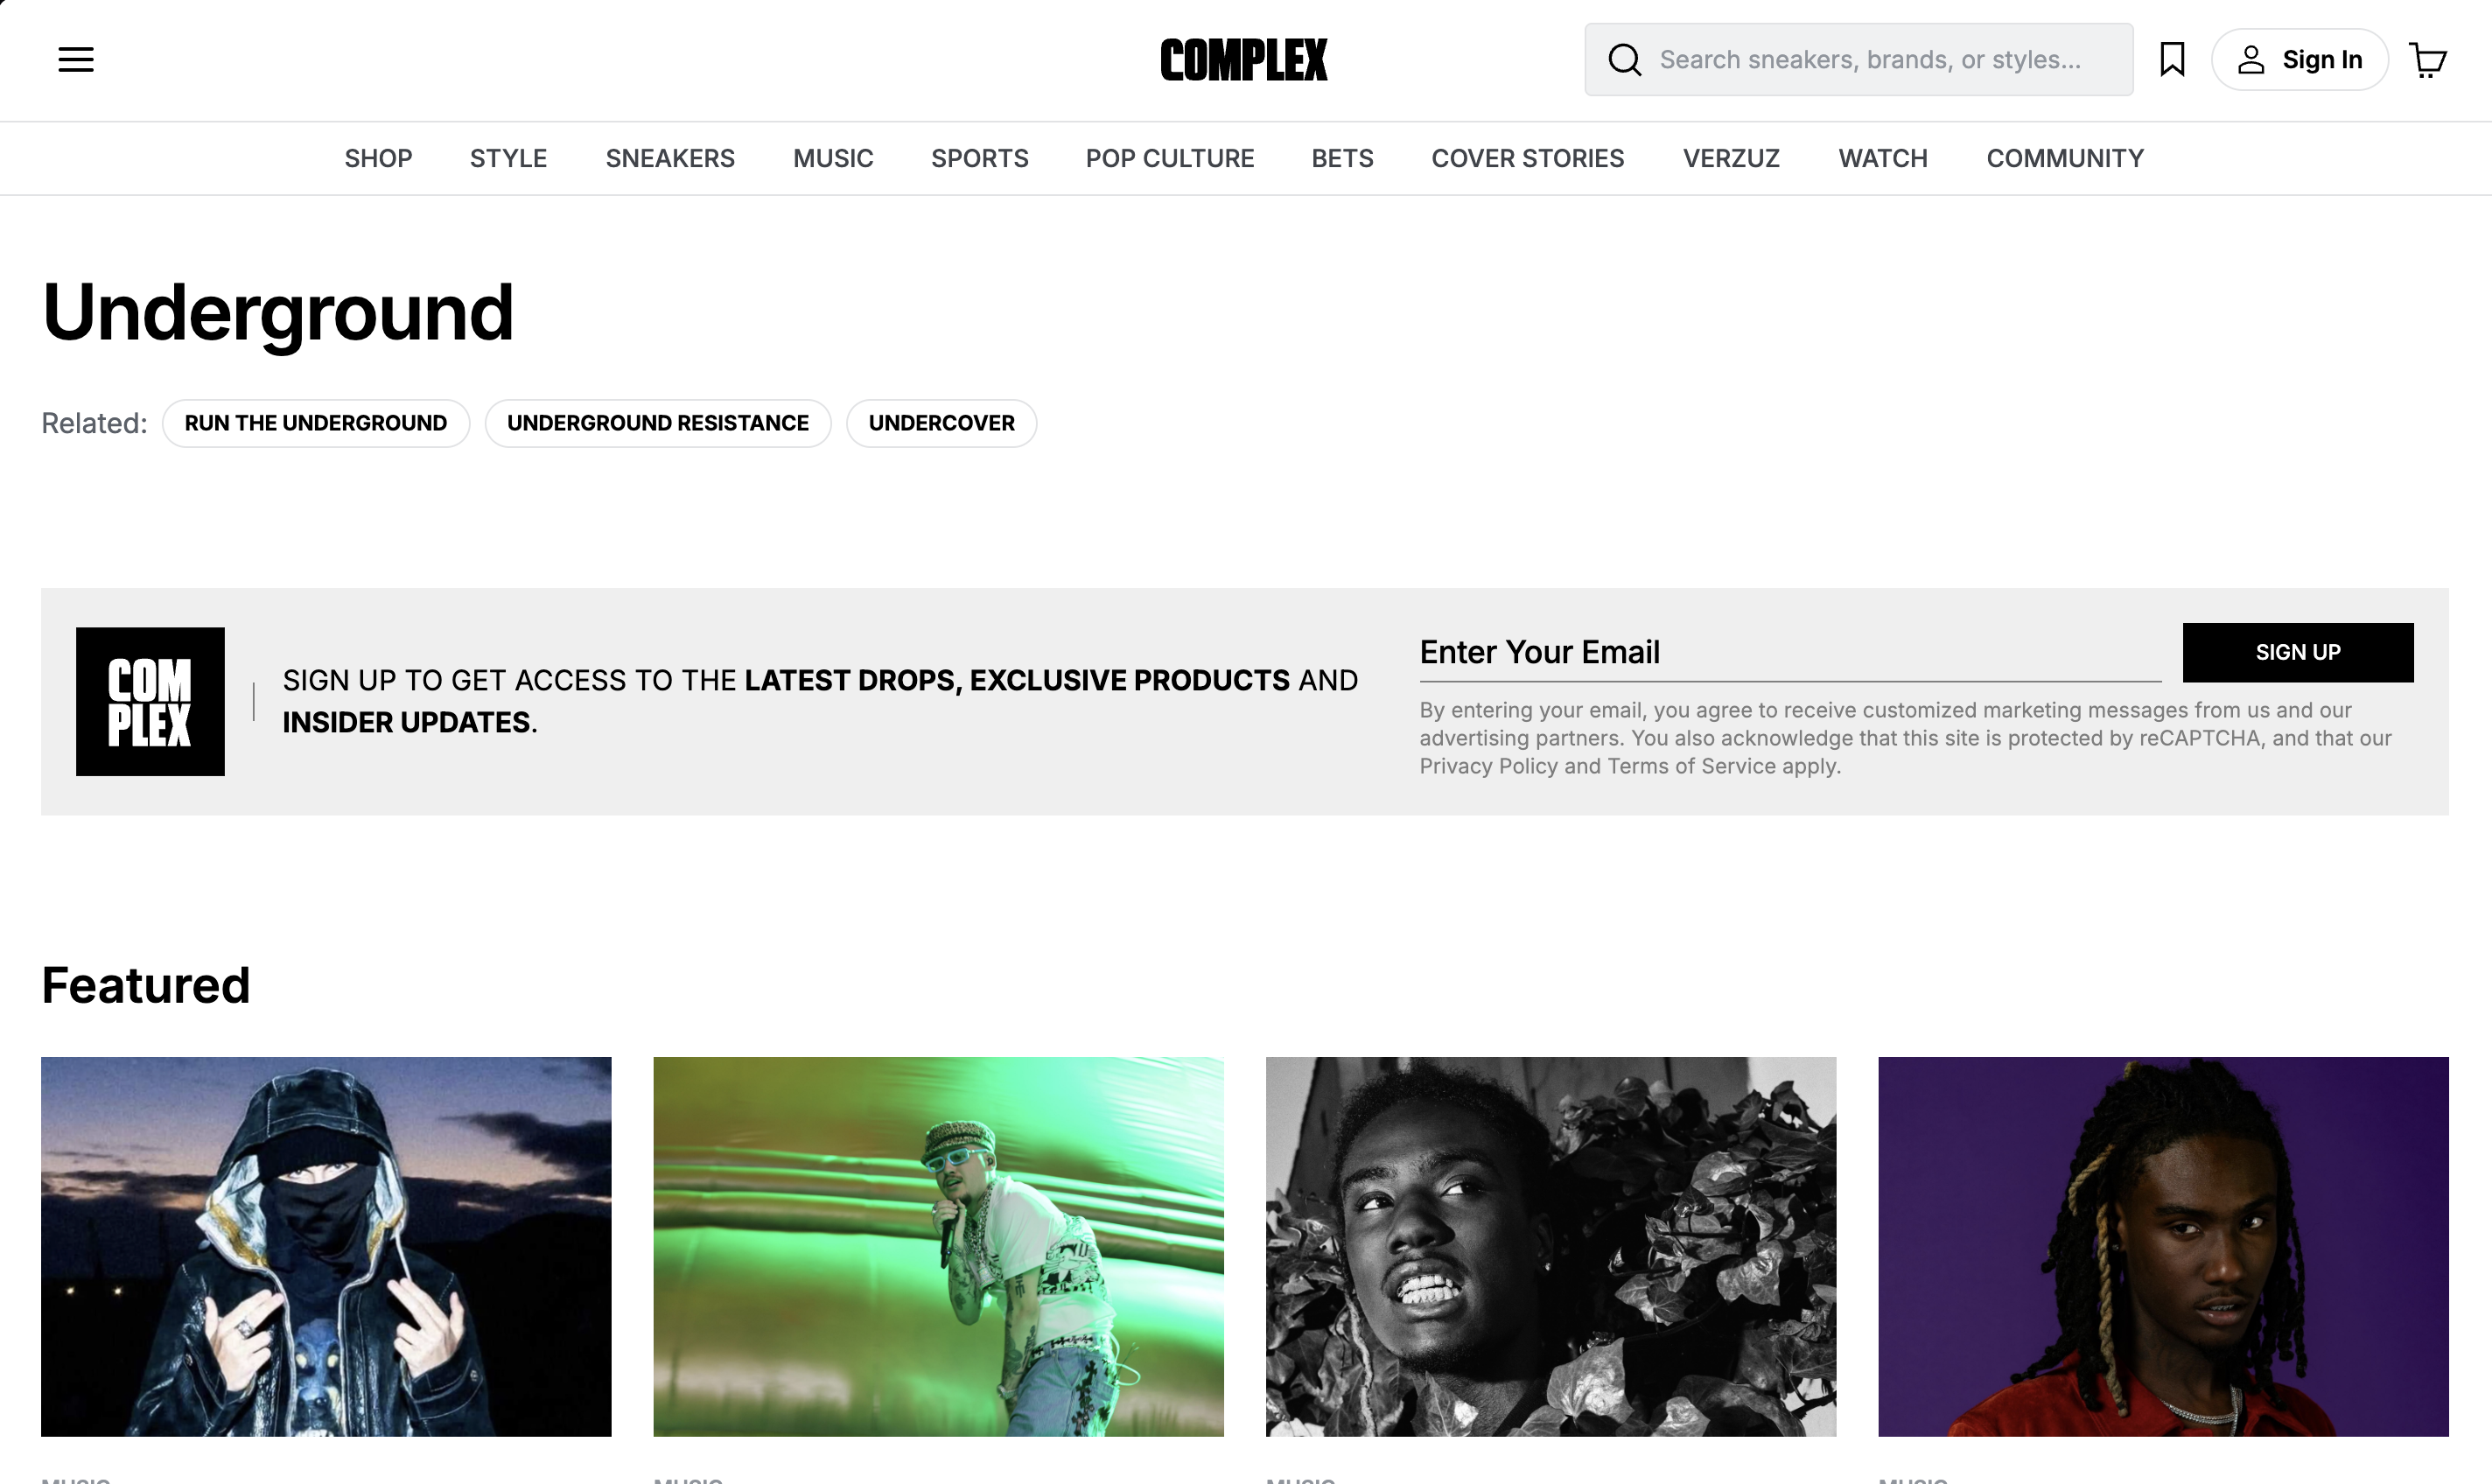 COMPLEX
Search sneakers, brands, or styles...
Sign In
SHOP STYLE SNEAKERS MUSIC SPORTS POP CULTURE BETS COVER STORIES VERZUZ WATCH COMMUNITY
Underground
Related: RUN THE UNDERGROUND UNDERGROUND RESISTANCE UNDERCOVER
COM
PLEX
SIGN UP TO GET ACCESS TO THE LATEST DROPS, EXCLUSIVE PRODUCTS AND
INSIDER UPDATES.
Enter Your Email
SIGN UP
By entering your email, you agree to receive customized marketing messages from us and our
advertising partners. You also acknowledge that this site is protected by reCAPTCHA, and that our
Privacy Policy and Terms of Service apply.
Featured
MUSIC MUSIC MUSIC MUSIC